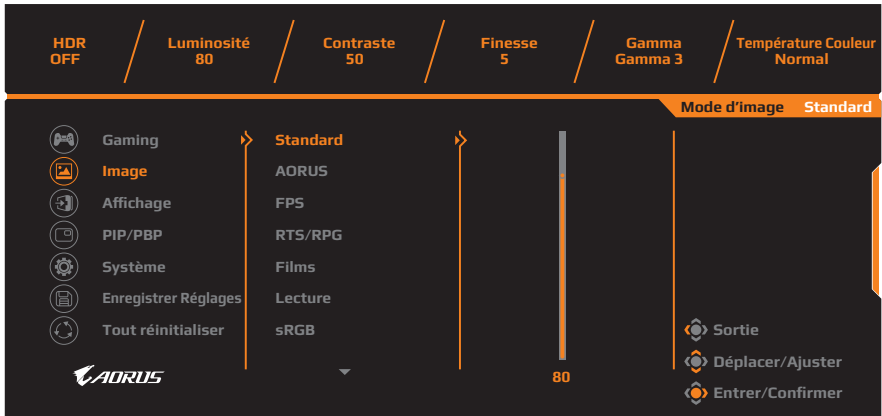 HDR
OFF
Luminosité
80
Contraste
50
Finesse
5
Gamma
Gamma 3
Température Couleur
Normal
Mode d'image Standard
Gaming
Image
Affichage
PIP/PBP
Système
Enregistrer Réglages
Tout réinitialiser
Standard
AORUS
FPS
RTS/RPG
Films
Lecture
sRGB
80
Sortie
Déplacer/Ajuster
Entrer/Confirmer
AORUS